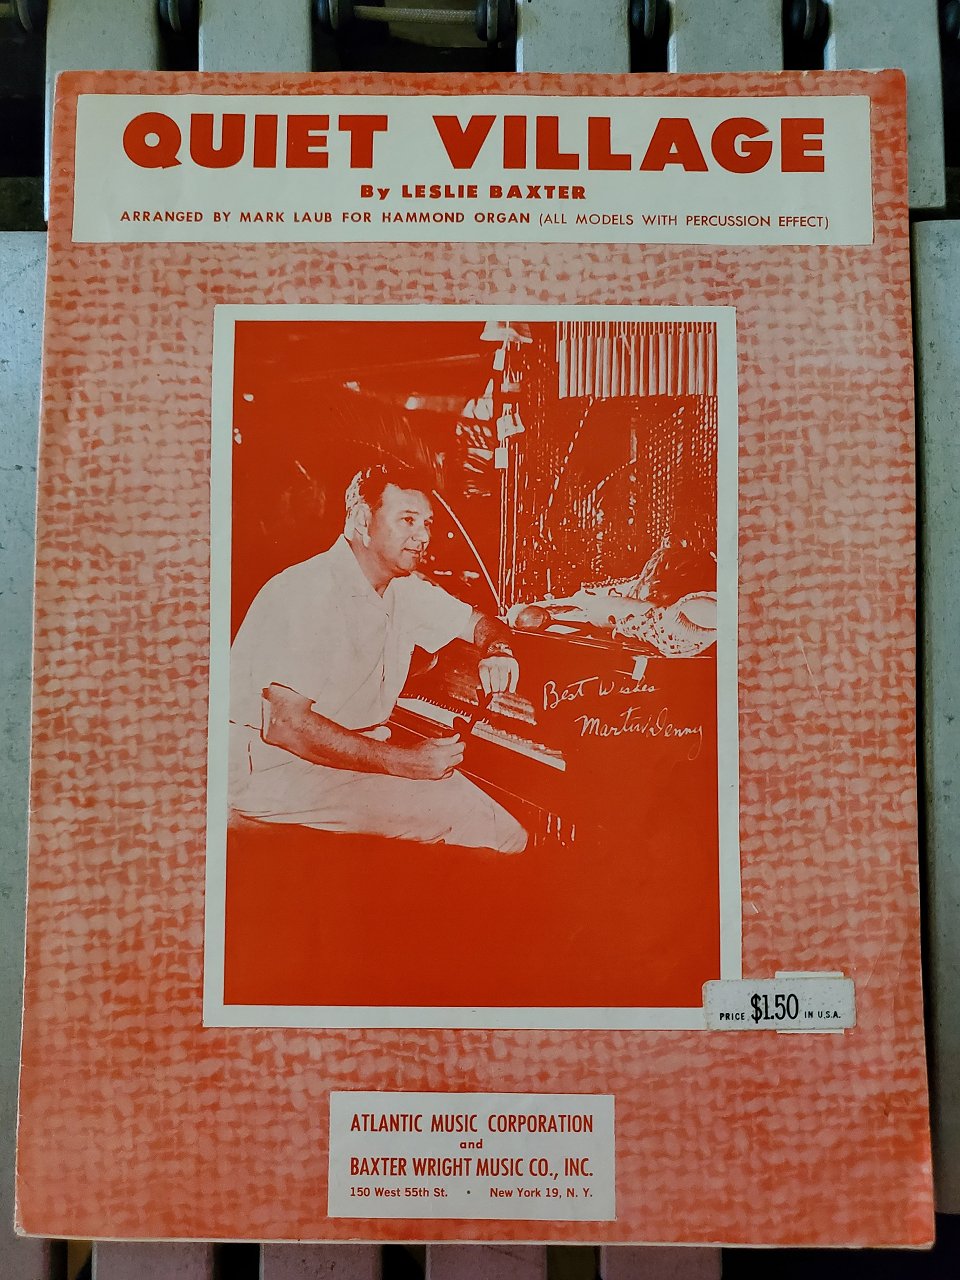 QUIET VILLAGE
By LESLIE BAXTER
ARRANGED BY MARK LAUB FOR HAMMOND ORGAN (ALL MODELS WITH PERCUSSION EFFECT)
Best Wishes
Martin Denny
PRICE $1.50 IN U.S.A.
ATLANTIC MUSIC CORPORATION
and
BAXTER WRIGHT MUSIC CO., INC.
150 West 55th St. • New York 19, N. Y.